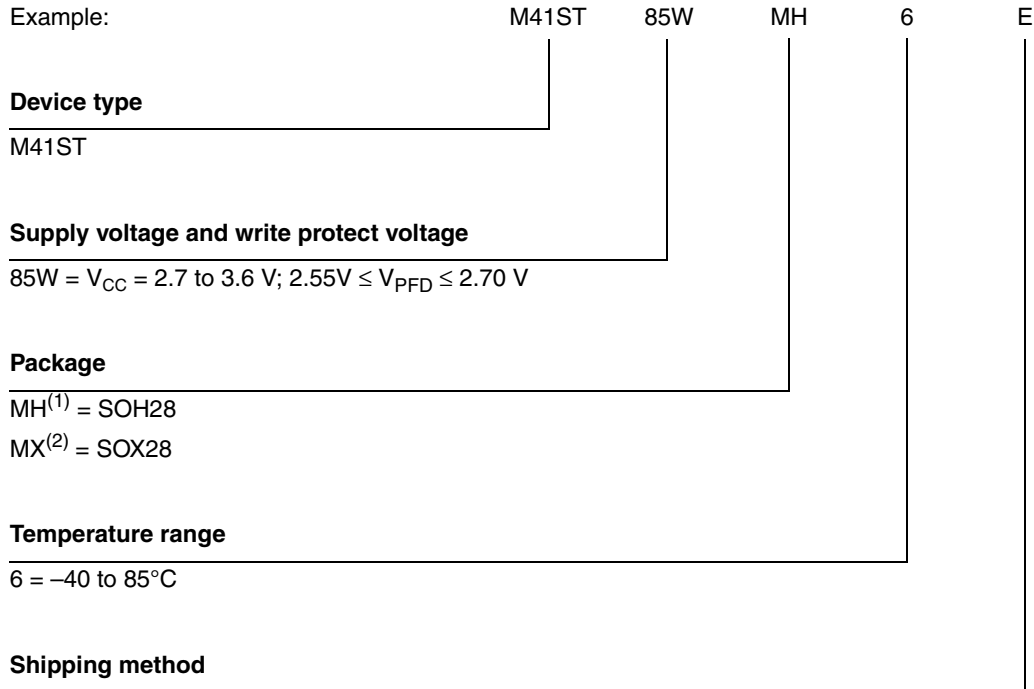 Example: M41ST 85W MH 6 E
Device type
M41ST
Supply voltage and write protect voltage
85W = VCC = 2.7 to 3.6 V; 2.55V ≤ VPFD ≤ 2.70 V
Package
MH(1) = SOH28
MX(2) = SOX28
Temperature range
6 = –40 to 85°C
Shipping method